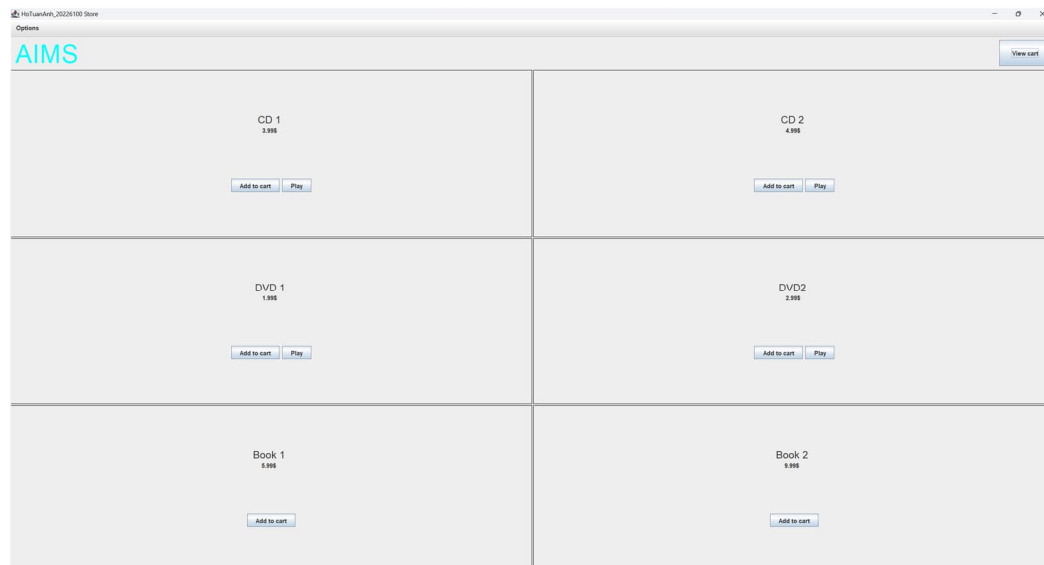 HoTuanAnh_20226100 Store
Options
AIMS
View cart
CD 1
3.99$
Add to cart Play
CD 2
4.99$
Add to cart Play
DVD 1
1.99$
Add to cart Play
DVD2
2.99$
Add to cart Play
Book 1
5.99$
Add to cart
Book 2
9.99$
Add to cart